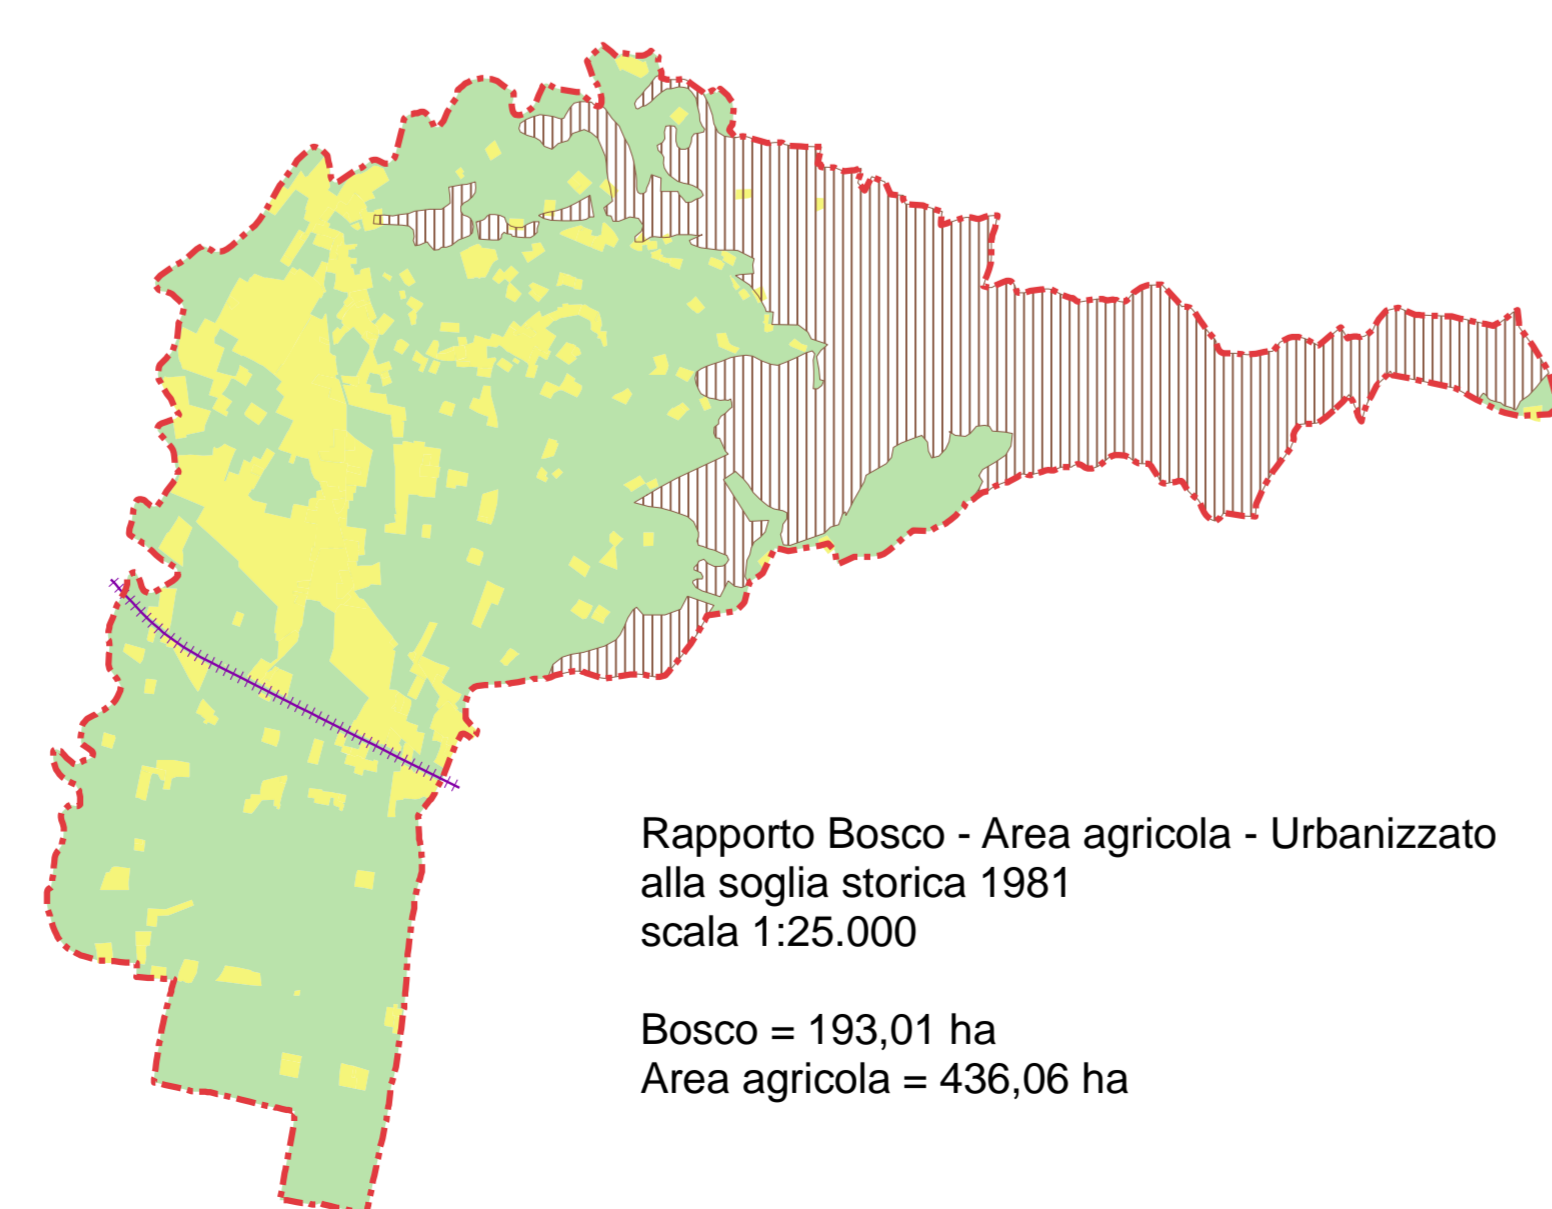 Rapporto Bosco - Area agricola - Urbanizzato
alla soglia storica 1981
scala 1:25.000
Bosco = 193,01 ha
Area agricola = 436,06 ha